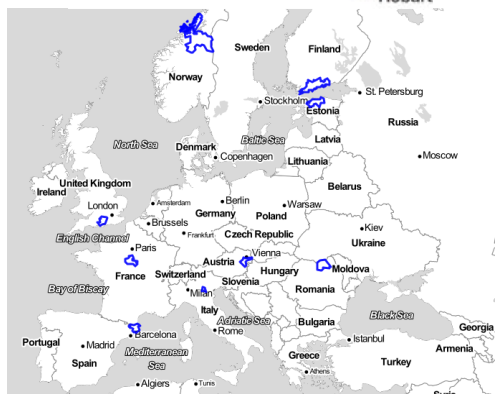 Sweden
Finland
Norway
Stockholm
St. Petersburg
Estonia
Russia
North Sea
Baltic Sea
Denmark
Latvia
Copenhagen
Lithuania
Moscow
United Kingdom
Ireland
Belarus
London
Amsterdam
Berlin
Warsaw
Germany
Poland
Brussels
English Channel
Frankfurt
Czech Republic
Kiev
Ukraine
Paris
Vienna
Austria
France
Switzerland
Hungary
Moldova
Slovenia
Bay of Biscay
Milan
Romania
Italy
Adriatic Sea
Black Sea
Bulgaria
Georgia
Barcelona
Rome
Istanbul
Portugal
Madrid
Armenia
Mediterranean
Sea
Spain
Greece
Turkey
Athens
Algiers
Tunis